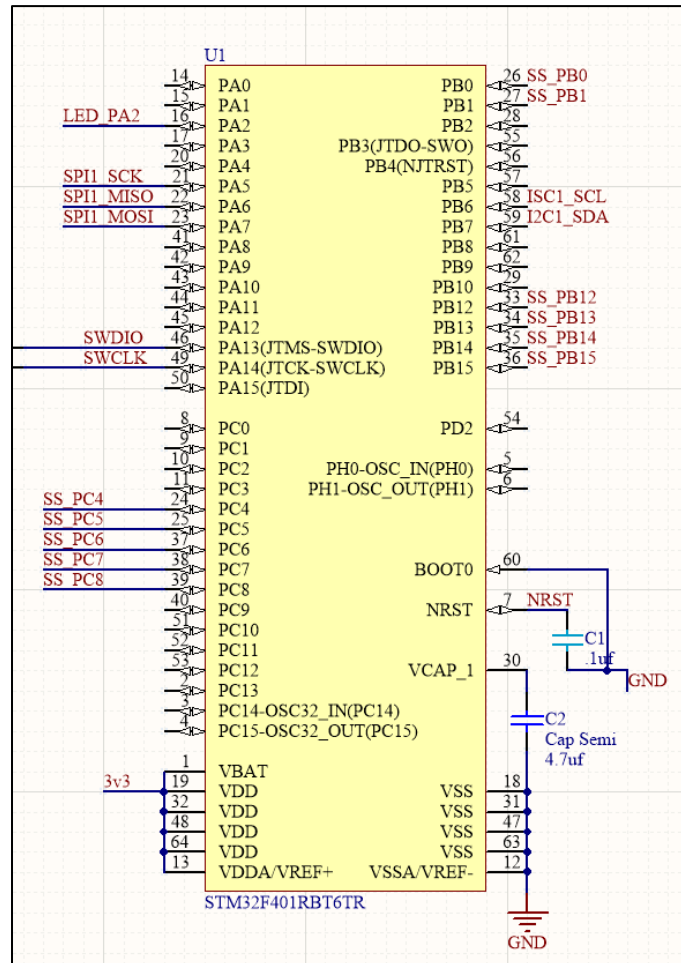 U1
14 PA0 PB0 26 SS_PB0
15 PA1 PB1 27 SS_PB1
LED_PA2 16 PA2 PB2 28
17 PA3 PB3(JTDO-SWO) 55
20 PA4 PB4(NJTRST) 56
SPI1_SCK 21 PA5 PB5 57
SPI1_MISO 22 PA6 PB6 58 ISC1_SCL
SPI1_MOSI 23 PA7 PB7 59 I2C1_SDA
41 PA8 PB8 61
42 PA9 PB9 62
43 PA10 PB10 29
44 PA11 PB12 33 SS_PB12
45 PA12 PB13 34 SS_PB13
SWDIO 46 PA13(JTMS-SWDIO) PB14 35 SS_PB14
SWCLK 49 PA14(JTCK-SWCLK) PB15 36 SS_PB15
50 PA15(JTDI)
8 PC0 PD2 54
9 PC1
10 PC2 PH0-OSC_IN(PH0) 5
11 PC3 PH1-OSC_OUT(PH1) 6
SS_PC4 24 PC4
SS_PC5 25 PC5
SS_PC6 37 PC6
SS_PC7 38 PC7 BOOT0 60
SS_PC8 39 PC8
40 PC9 NRST 7 NRST
51 PC10
C1
52 PC11
.1uf
53 PC12 VCAP_1 30
GND
2 PC13
3 PC14-OSC32_IN(PC14)
C2
4 PC15-OSC32_OUT(PC15)
Cap Semi
4.7uf
1 VBAT
3v3 19 VDD VSS 18
32 VDD VSS 31
48 VDD VSS 47
64 VDD VSS 63
13 VDDA/VREF+ VSSA/VREF- 12
STM32F401RBT6TR
GND